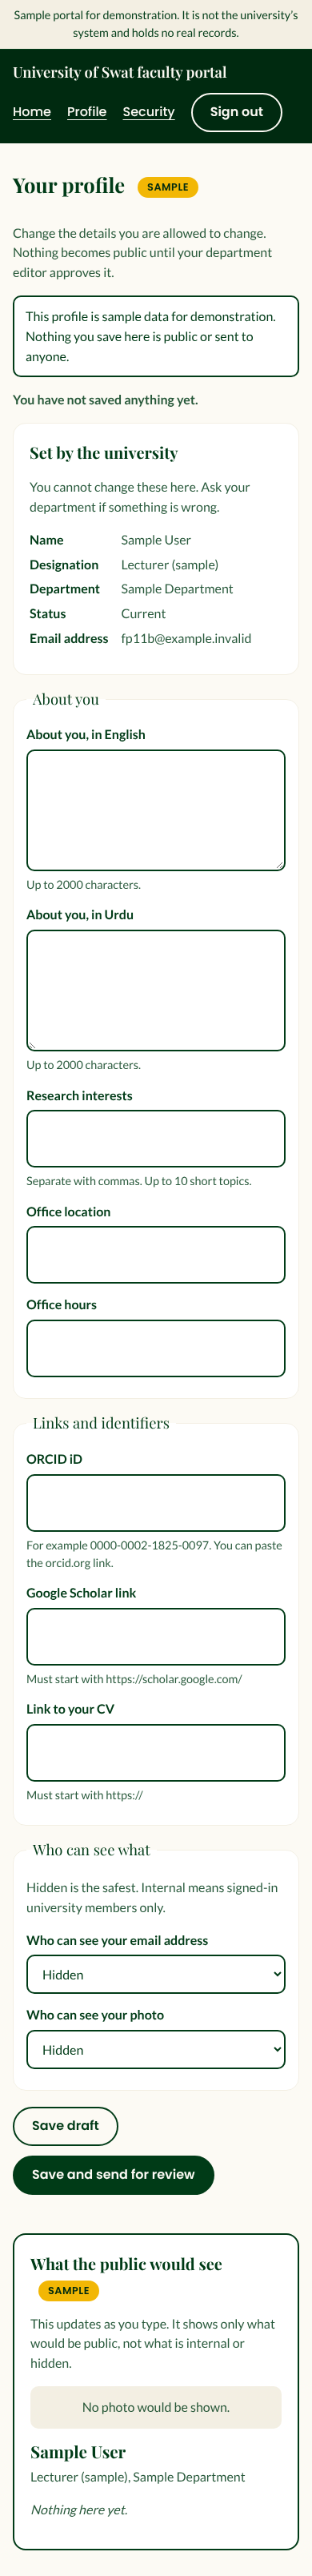 Sample portal for demonstration. It is not the university’s
system and holds no real records.
University of Swat faculty portal
Home Profile Security Sign out
Your profile SAMPLE
Change the details you are allowed to change.
Nothing becomes public until your department
editor approves it.
This profile is sample data for demonstration.
Nothing you save here is public or sent to
anyone.
You have not saved anything yet.
Set by the university
You cannot change these here. Ask your
department if something is wrong.
Name Sample User
Designation Lecturer (sample)
Department Sample Department
Status Current
Email address fp11b@example.invalid
About you
About you, in English
Up to 2000 characters.
About you, in Urdu
Up to 2000 characters.
Research interests
Separate with commas. Up to 10 short topics.
Office location
Office hours
Links and identifiers
ORCID iD
For example 0000-0002-1825-0097. You can paste
the orcid.org link.
Google Scholar link
Must start with https://scholar.google.com/
Link to your CV
Must start with https://
Who can see what
Hidden is the safest. Internal means signed-in
university members only.
Who can see your email address
Hidden
Who can see your photo
Hidden
Save draft
Save and send for review
What the public would see
SAMPLE
This updates as you type. It shows only what
would be public, not what is internal or
hidden.
No photo would be shown.
Sample User
Lecturer (sample), Sample Department
Nothing here yet.